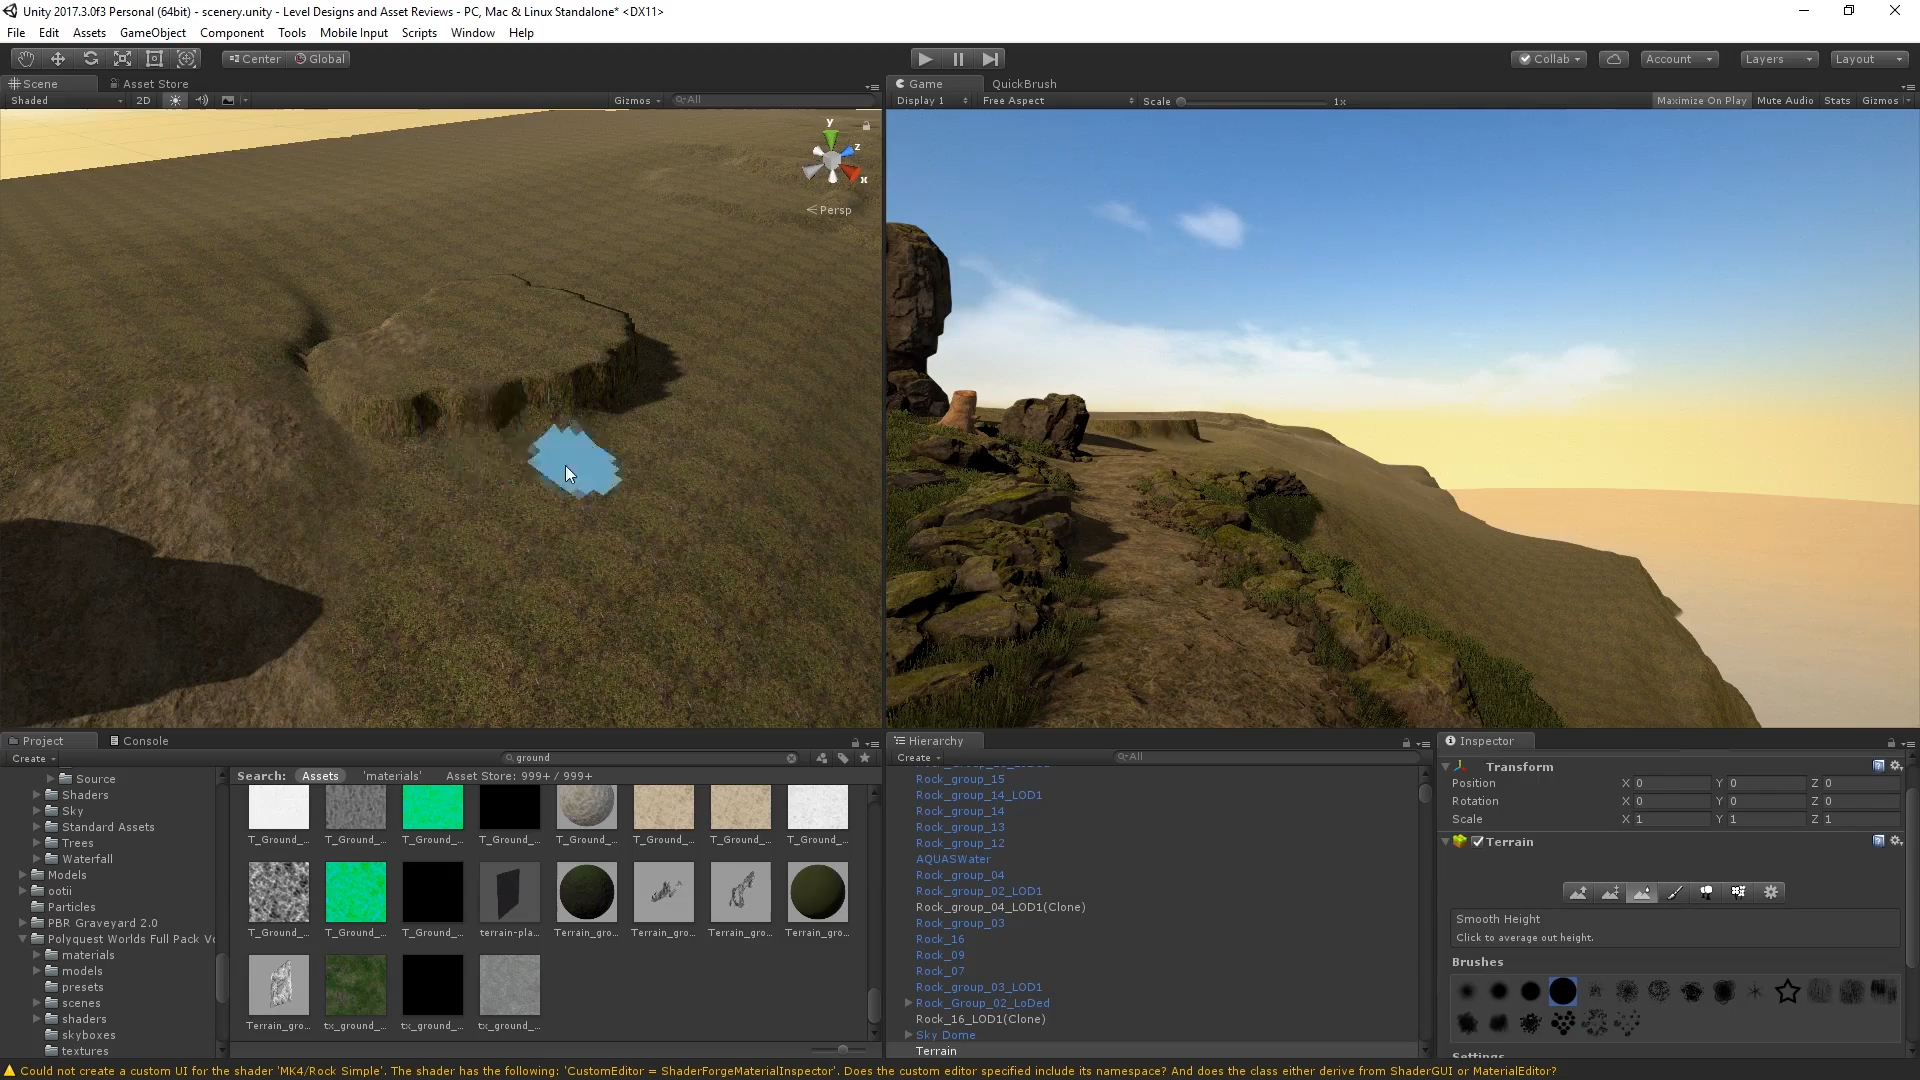 Unity 2017.3.0f3 Personal (64bit) - scenery.unity - Level Designs and Asset Reviews - PC, Mac & Linux Standalone* <DX11>
File Edit Assets GameObject Component Tools Mobile Input Scripts Window Help
Center Global Collab Account Layers Layout
Scene Asset Store
Shaded 2D Gizmos All
y
z
x
Persp
Game QuickBrush
Display 1 Free Aspect Scale 1x Maximize On Play Mute Audio Stats Gizmos
Project Console
Create ground
Search: Assets 'materials' Asset Store: 999+ / 999+
Source
Shaders
Sky
Standard Assets
Trees
Waterfall
Models
ootii
Particles
PBR Graveyard 2.0
Polyquest Worlds Full Pack Vo
materials
models
presets
scenes
shaders
skyboxes
textures
T_Ground_... T_Ground_... T_Ground_... T_Ground_... T_Ground_... T_Ground_... T_Ground_... T_Ground_...
T_Ground_... T_Ground_... T_Ground_... terrain-pla... Terrain_gro... Terrain_gro... Terrain_gro... Terrain_gro...
Terrain_gro... tx_ground_... tx_ground_... tx_ground_...
Hierarchy
Create All
Rock_group_15
Rock_group_14_LOD1
Rock_group_14
Rock_group_13
Rock_group_12
AQUASWater
Rock_group_04
Rock_group_02_LOD1
Rock_group_04_LOD1(Clone)
Rock_group_03
Rock_16
Rock_09
Rock_07
Rock_group_03_LOD1
Rock_Group_02_LoDed
Rock_16_LOD1(Clone)
Sky Dome
Terrain
Inspector
Transform
Position X 0 Y 0 Z 0
Rotation X 0 Y 0 Z 0
Scale X 1 Y 1 Z 1
Terrain
Smooth Height
Click to average out height.
Brushes
Settings
Could not create a custom UI for the shader 'MK4/Rock Simple'. The shader has the following: 'CustomEditor = ShaderForgeMaterialInspector'. Does the custom editor specified include its namespace? And does the class either derive from ShaderGUI or MaterialEditor?